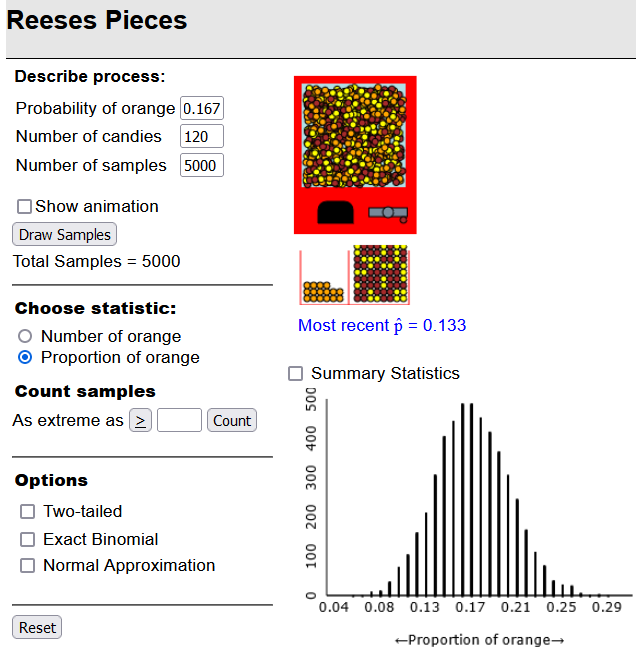 Reeses Pieces
Describe process:
Probability of orange 0.167
Number of candies 120
Number of samples 5000
Show animation
Draw Samples
Total Samples = 5000
Choose statistic:
Number of orange
Proportion of orange
Count samples
As extreme as ≥ Count
Options
Two-tailed
Exact Binomial
Normal Approximation
Reset
Most recent p̂ = 0.133
Summary Statistics
500
400
300
200
100
0
0.04 0.08 0.13 0.17 0.21 0.25 0.29
←Proportion of orange→